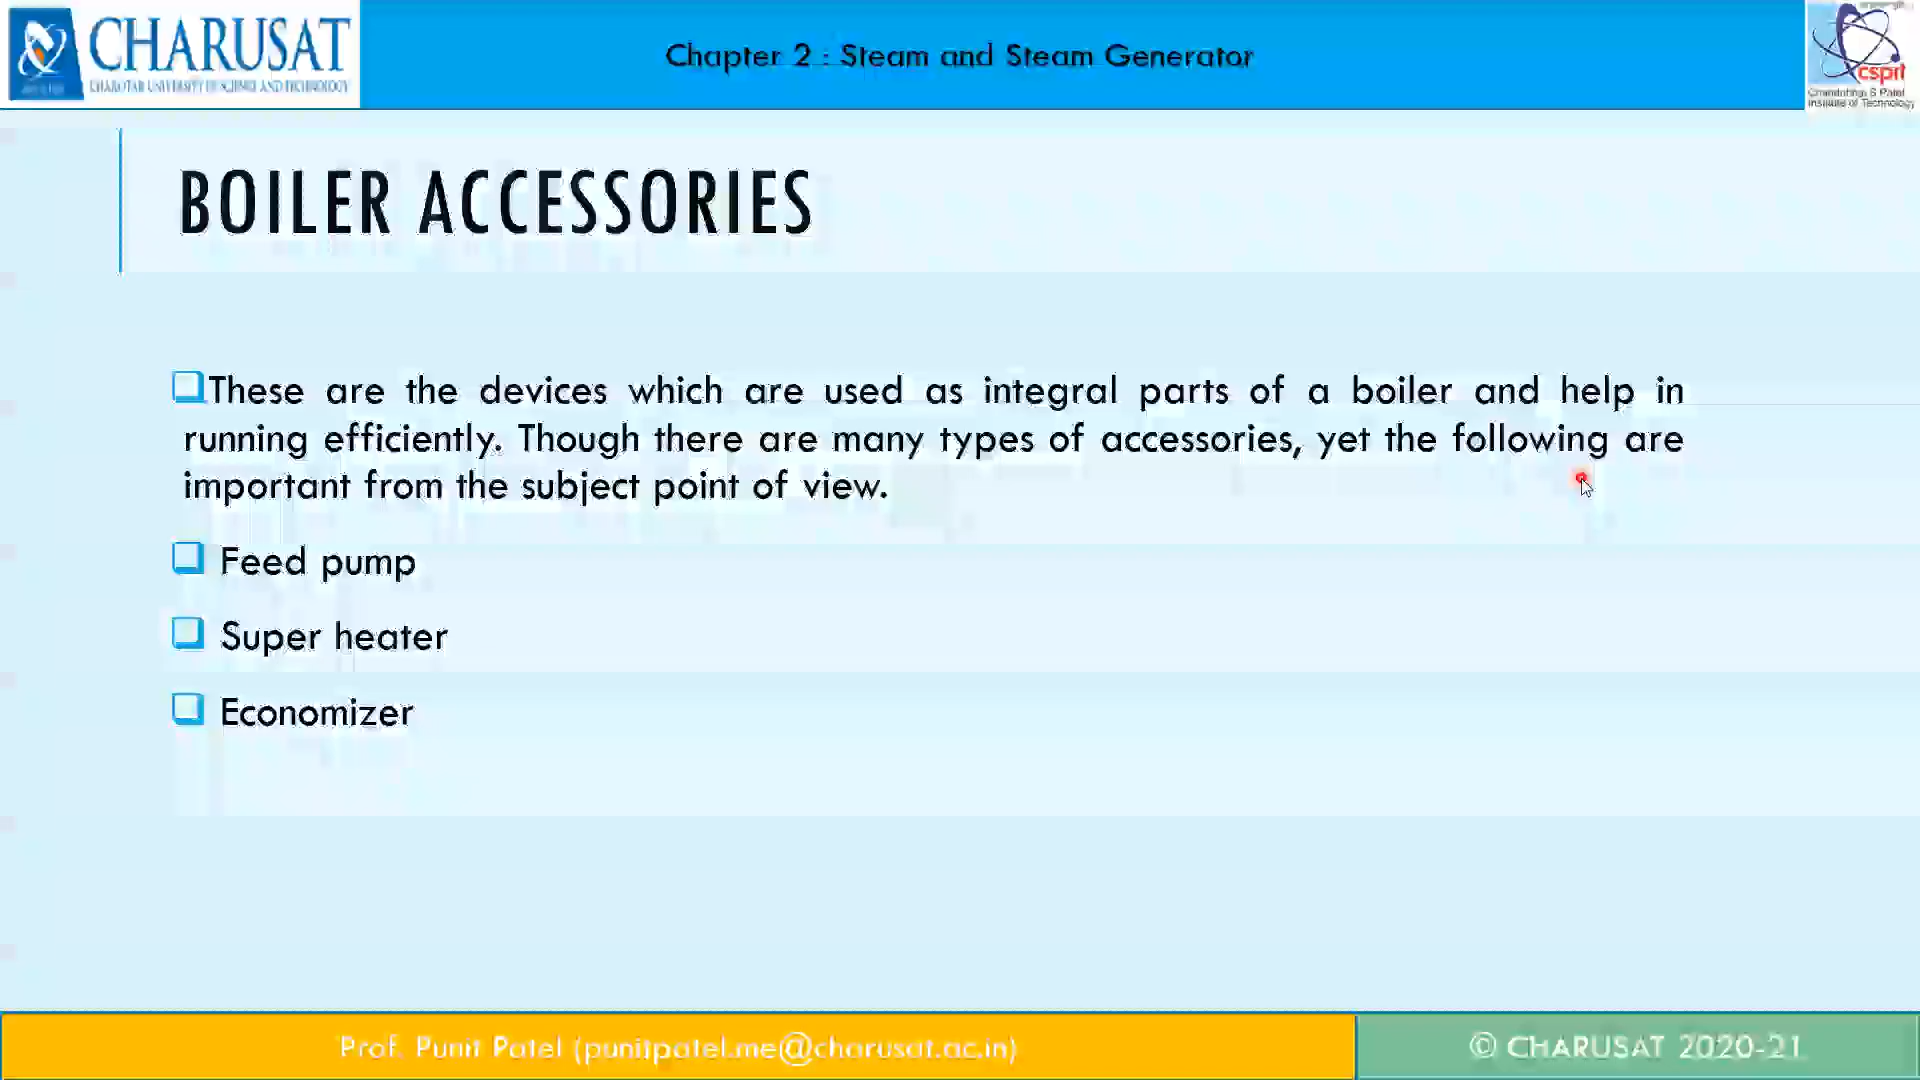 CHARUSAT
CHAROTAR UNIVERSITY OF SCIENCE AND TECHNOLOGY
Chapter 2 : Steam and Steam Generator
cspit
Chandubhai S Patel
Institute of Technology
BOILER ACCESSORIES
These are the devices which are used as integral parts of a boiler and help in
running efficiently. Though there are many types of accessories, yet the following are
important from the subject point of view.
Feed pump
Super heater
Economizer
Prof. Punit Patel (punitpatel.me@charusat.ac.in)
© CHARUSAT 2020-21